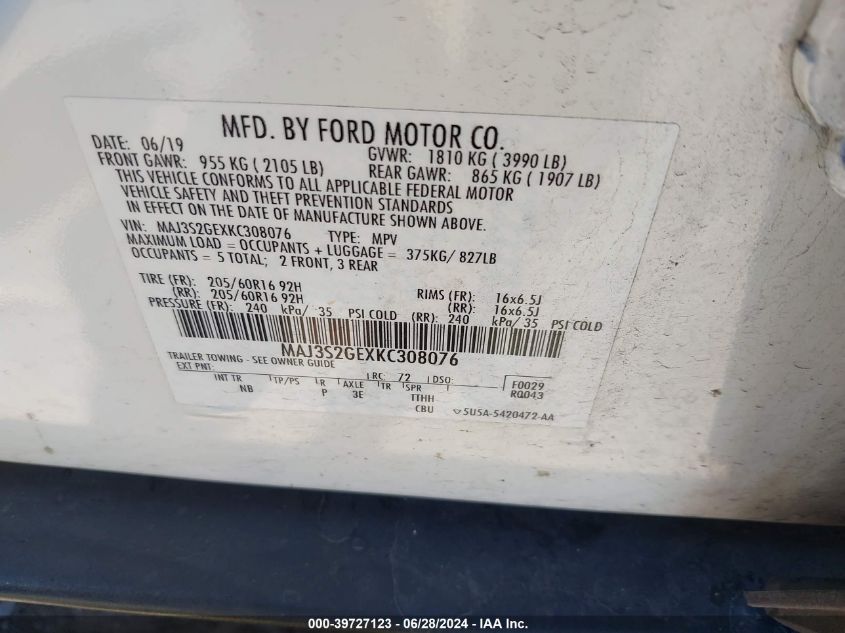 MFD. BY FORD MOTOR CO.
DATE: 06/19 GVWR: 1810 KG ( 3990 LB)
FRONT GAWR: 955 KG ( 2105 LB) REAR GAWR: 865 KG ( 1907 LB)
THIS VEHICLE CONFORMS TO ALL APPLICABLE FEDERAL MOTOR
VEHICLE SAFETY AND THEFT PREVENTION STANDARDS
IN EFFECT ON THE DATE OF MANUFACTURE SHOWN ABOVE.
VIN: MAJ3S2GEXKC308076 TYPE: MPV
MAXIMUM LOAD = OCCUPANTS + LUGGAGE = 375KG/ 827LB
OCCUPANTS = 5 TOTAL; 2 FRONT, 3 REAR
TIRE (FR): 205/60R16 92H RIMS (FR): 16x6.5J
(RR): 205/60R16 92H (RR): 16x6.5J
PRESSURE (FR): 240 kPa/ 35 PSI COLD (RR): 240 kPa/ 35 PSI COLD
MAJ3S2GEXKC308076
TRAILER TOWING - SEE OWNER GUIDE
EXT PNT: RC: 72 DSO:
INT TR TP/PS R AXLE TR SPR F0029
NB P 3E TTHH RQ043
CBU 5U5A-5420472-AA
000-39727123 - 06/28/2024 - IAA Inc.